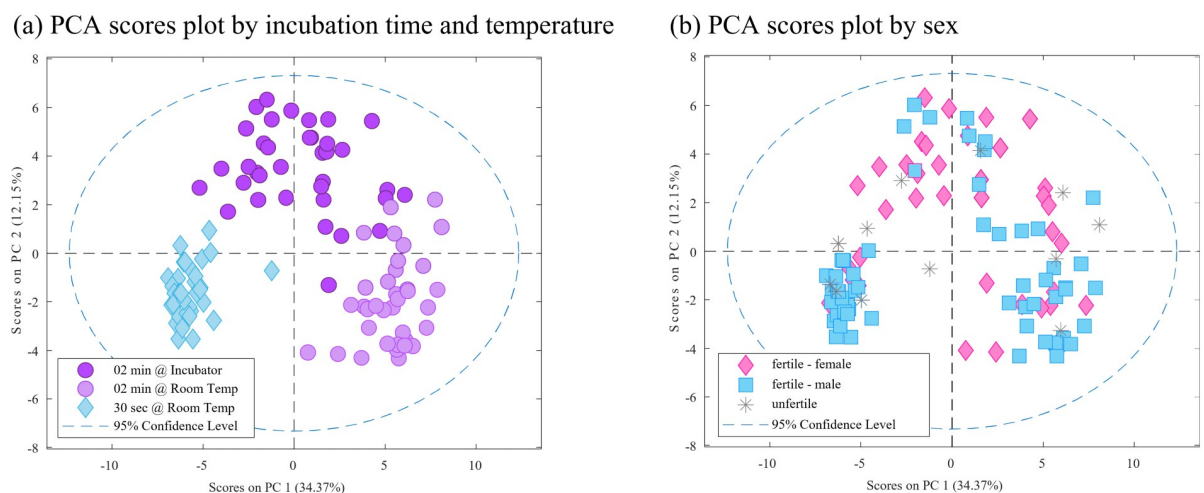 (a) PCA scores plot by incubation time and temperature
8
6
4
2
0
-2
-4
-6
-8
Scores on PC 2 (12.15%)
02 min @ Incubator
02 min @ Room Temp
30 sec @ Room Temp
95% Confidence Level
-10 -5 0 5 10
Scores on PC 1 (34.37%)
(b) PCA scores plot by sex
8
6
4
2
0
-2
-4
-6
-8
Scores on PC 2 (12.15%)
fertile - female
fertile - male
unfertile
95% Confidence Level
-10 -5 0 5 10
Scores on PC 1 (34.37%)